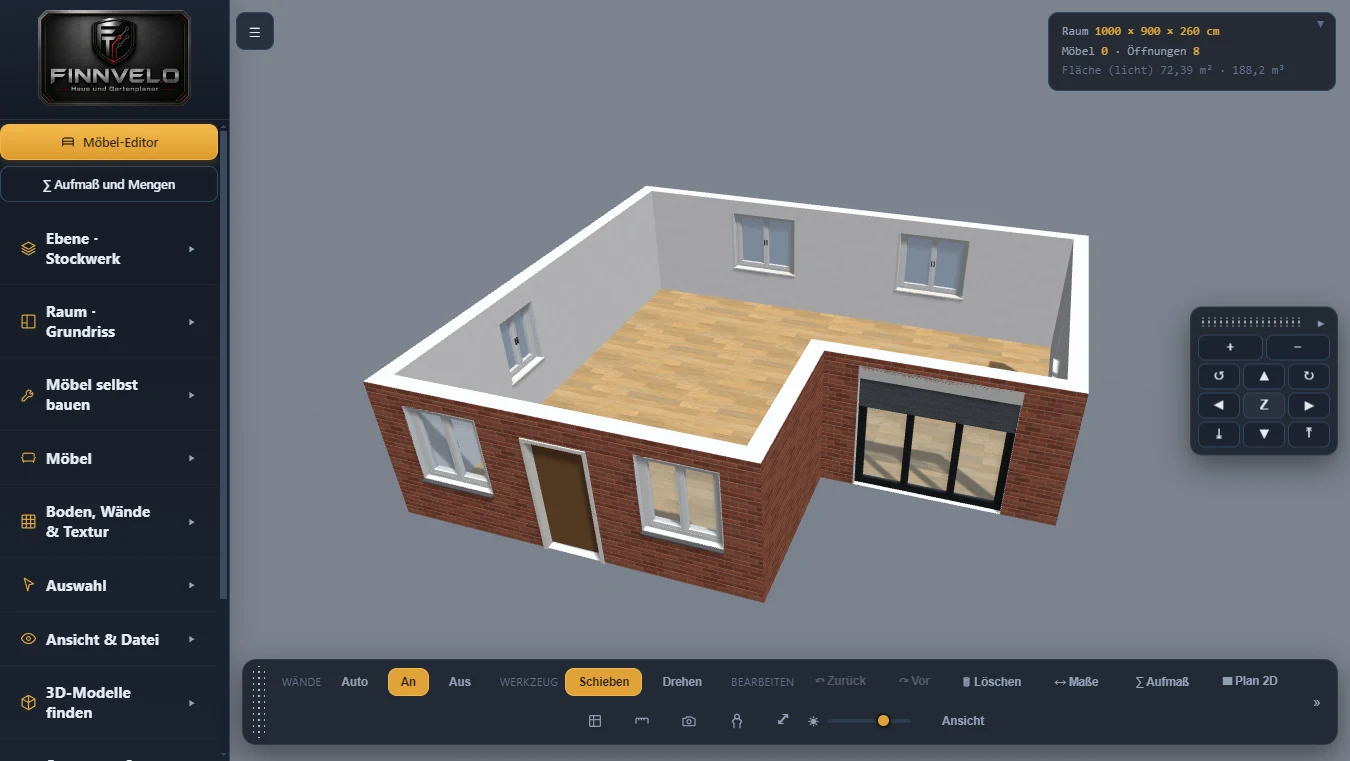 FINNVELO
Haus und Gartenplaner
Möbel-Editor
∑ Aufmaß und Mengen
Ebene ·
Stockwerk
Raum ·
Grundriss
Möbel selbst
bauen
Möbel
Boden, Wände
& Textur
Auswahl
Ansicht & Datei
3D-Modelle
finden
Raum 1000 × 900 × 260 cm
Möbel 0 · Öffnungen 8
Fläche (licht) 72,39 m² · 188,2 m³
+ −
↺ ▲ ↻
◀ Z ▶
⤓ ▼ ⤒
WÄNDE Auto An Aus WERKZEUG Schieben Drehen BEARBEITEN Zurück Vor Löschen ↔ Maße ∑ Aufmaß Plan 2D
Ansicht
»